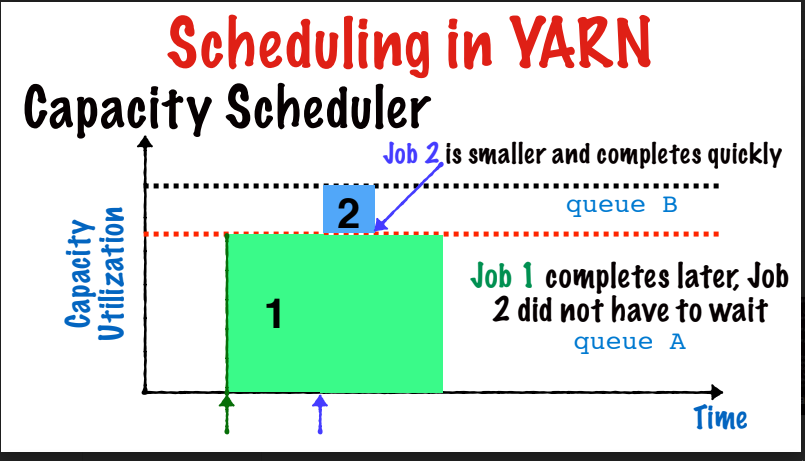 Scheduling in YARN
Capacity Scheduler
Job 2 is smaller and completes quickly
queue B
2
Capacity
Utilization
1
Job 1 completes later, Job
2 did not have to wait
queue A
Time